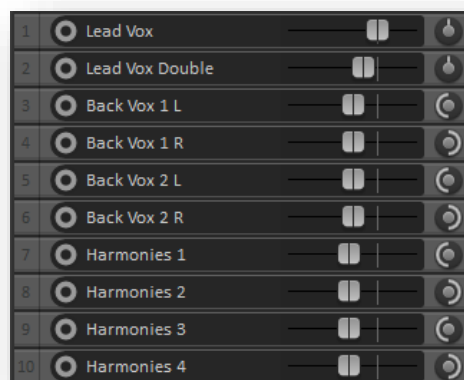 1 Lead Vox
2 Lead Vox Double
3 Back Vox 1 L
4 Back Vox 1 R
5 Back Vox 2 L
6 Back Vox 2 R
7 Harmonies 1
8 Harmonies 2
9 Harmonies 3
10 Harmonies 4